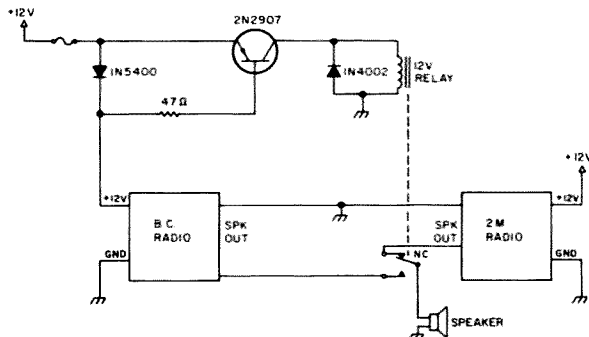 +12V
2N2907
1N5400
1N4002
12V
RELAY
47Ω
+12V
+12V
B.C.
RADIO
SPK
OUT
SPK
OUT
2M
RADIO
+12V
GND
NC
GND
SPEAKER